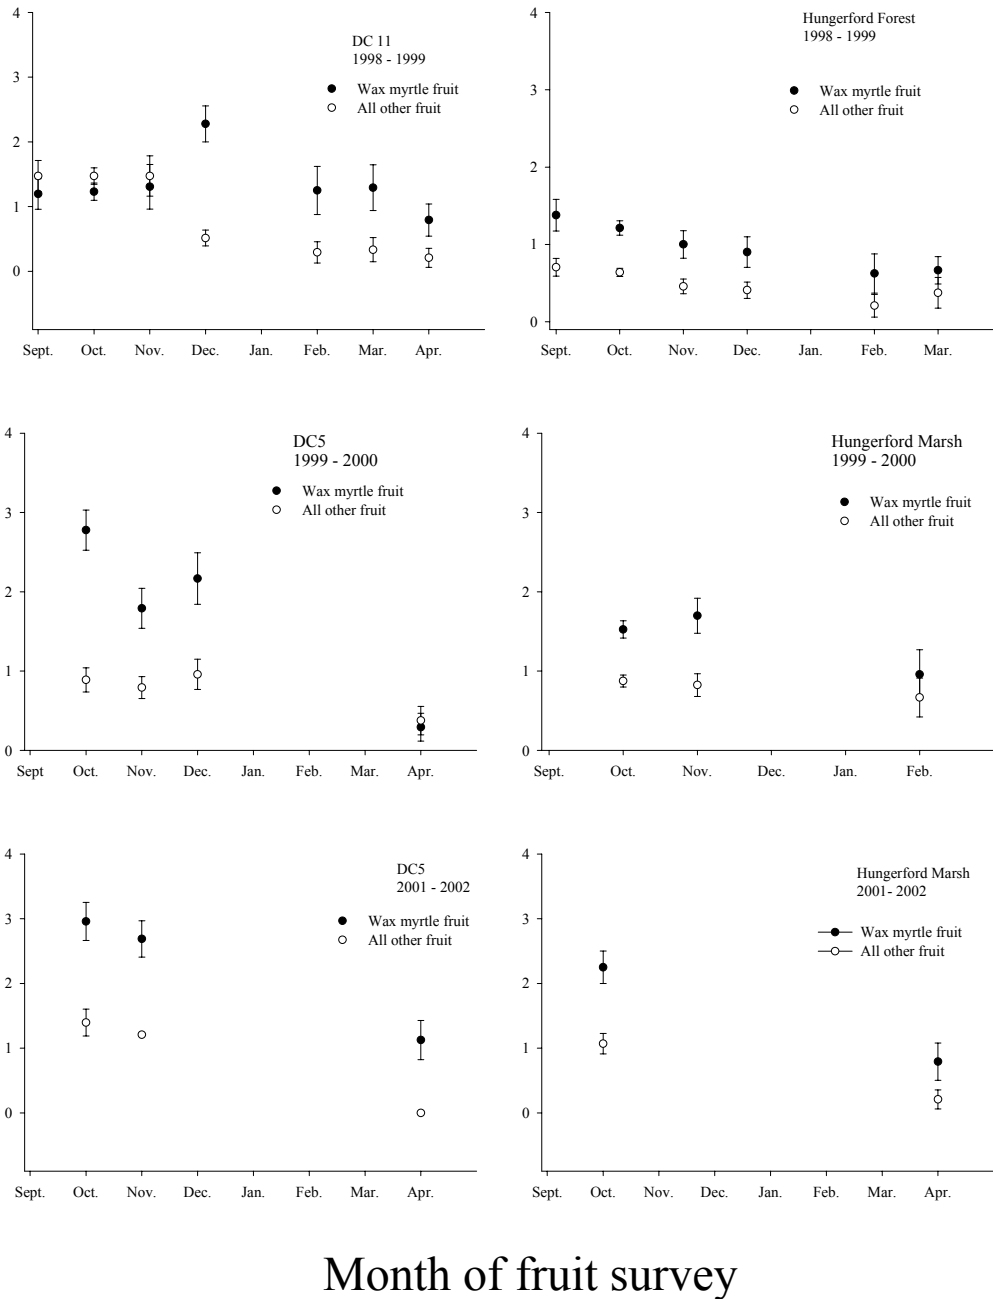 4
3
2
1
0
DC 11
1998 - 1999
Wax myrtle fruit
All other fruit
Sept. Oct. Nov. Dec. Jan. Feb. Mar. Apr.
4
3
2
1
0
Hungerford Forest
1998 - 1999
Wax myrtle fruit
All other fruit
Sept. Oct. Nov. Dec. Jan. Feb. Mar.
4
3
2
1
0
DC5
1999 - 2000
Wax myrtle fruit
All other fruit
Sept Oct. Nov. Dec. Jan. Feb. Mar. Apr.
4
3
2
1
0
Hungerford Marsh
1999 - 2000
Wax myrtle fruit
All other fruit
Sept. Oct. Nov. Dec. Jan. Feb.
4
3
2
1
0
DC5
2001 - 2002
Wax myrtle fruit
All other fruit
Sept. Oct. Nov. Dec. Jan. Feb. Mar. Apr.
4
3
2
1
0
Hungerford Marsh
2001- 2002
Wax myrtle fruit
All other fruit
Sept. Oct. Nov. Dec. Jan. Feb. Mar. Apr.
Month of fruit survey